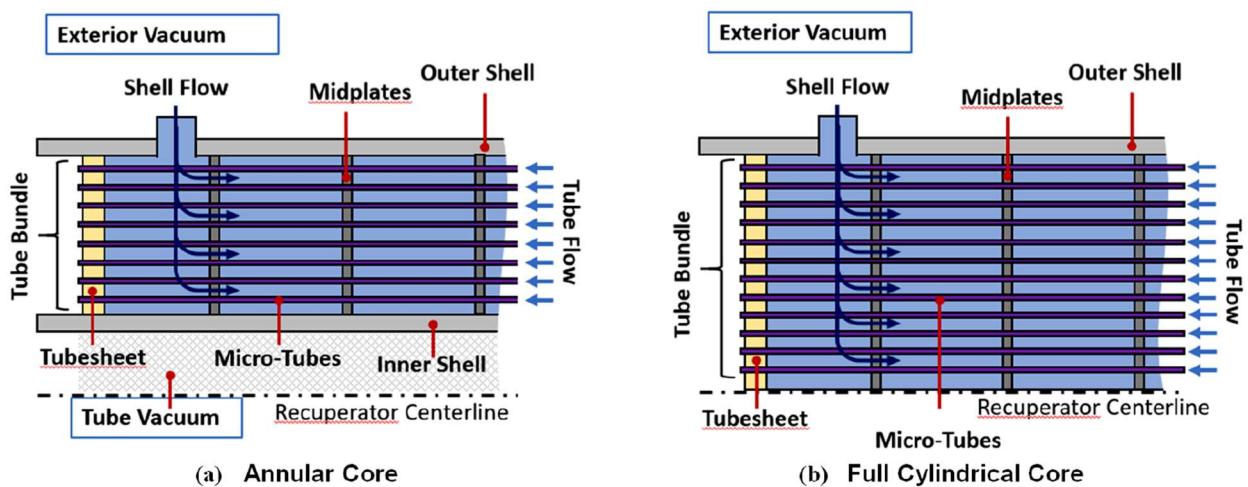 Exterior Vacuum
Shell Flow
Midplates
Outer Shell
Tube Bundle
Tube Flow
Tubesheet
Micro-Tubes
Inner Shell
Tube Vacuum
Recuperator Centerline
(a) Annular Core
Exterior Vacuum
Shell Flow
Midplates
Outer Shell
Tube Bundle
Tube Flow
Tubesheet
Recuperator Centerline
Micro-Tubes
(b) Full Cylindrical Core